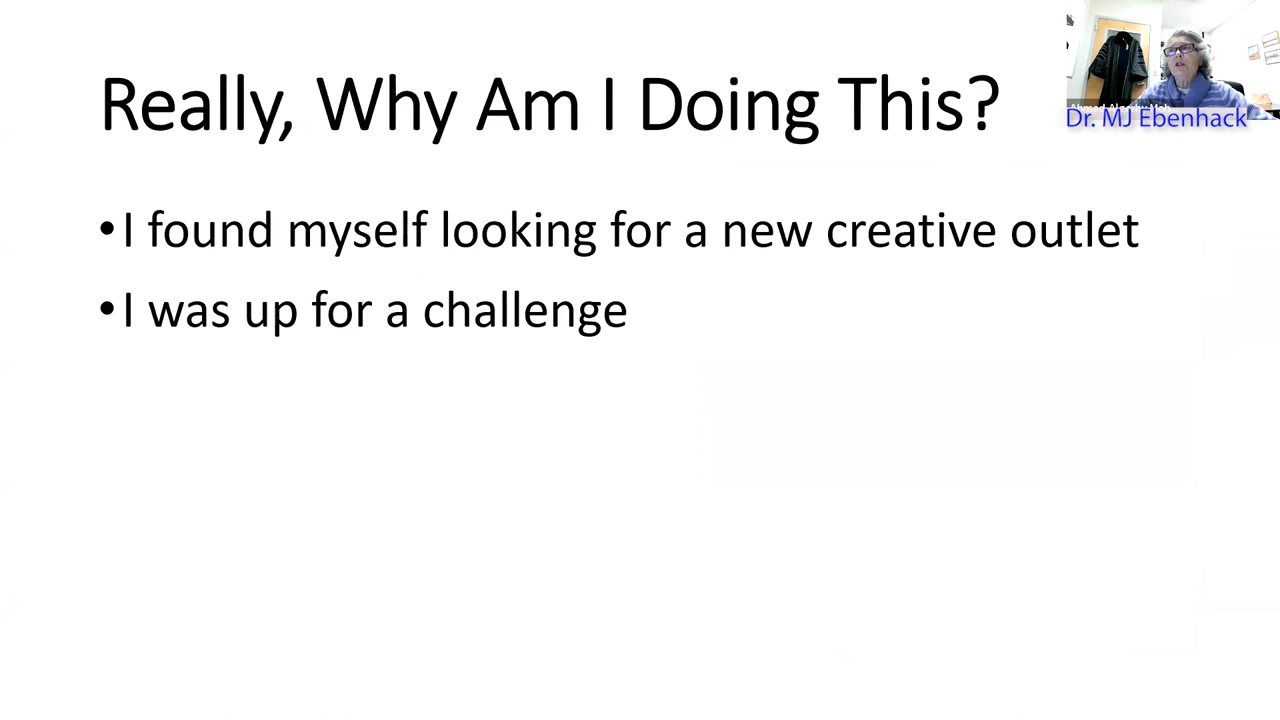 Really, Why Am I Doing This?
•I found myself looking for a new creative outlet
•I was up for a challenge
Dr. MJ Ebenhack